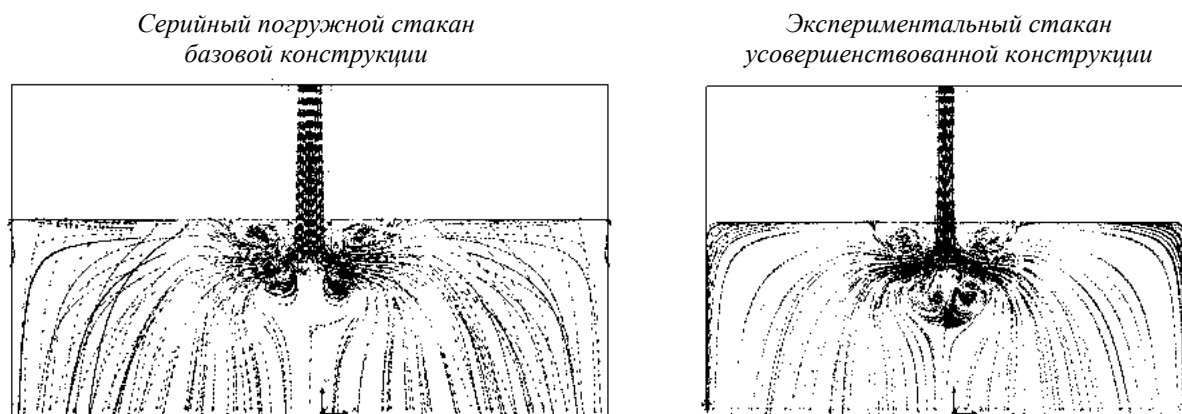 Серийный погружной стакан
базовой конструкции
Экспериментальный стакан
усовершенствованной конструкции